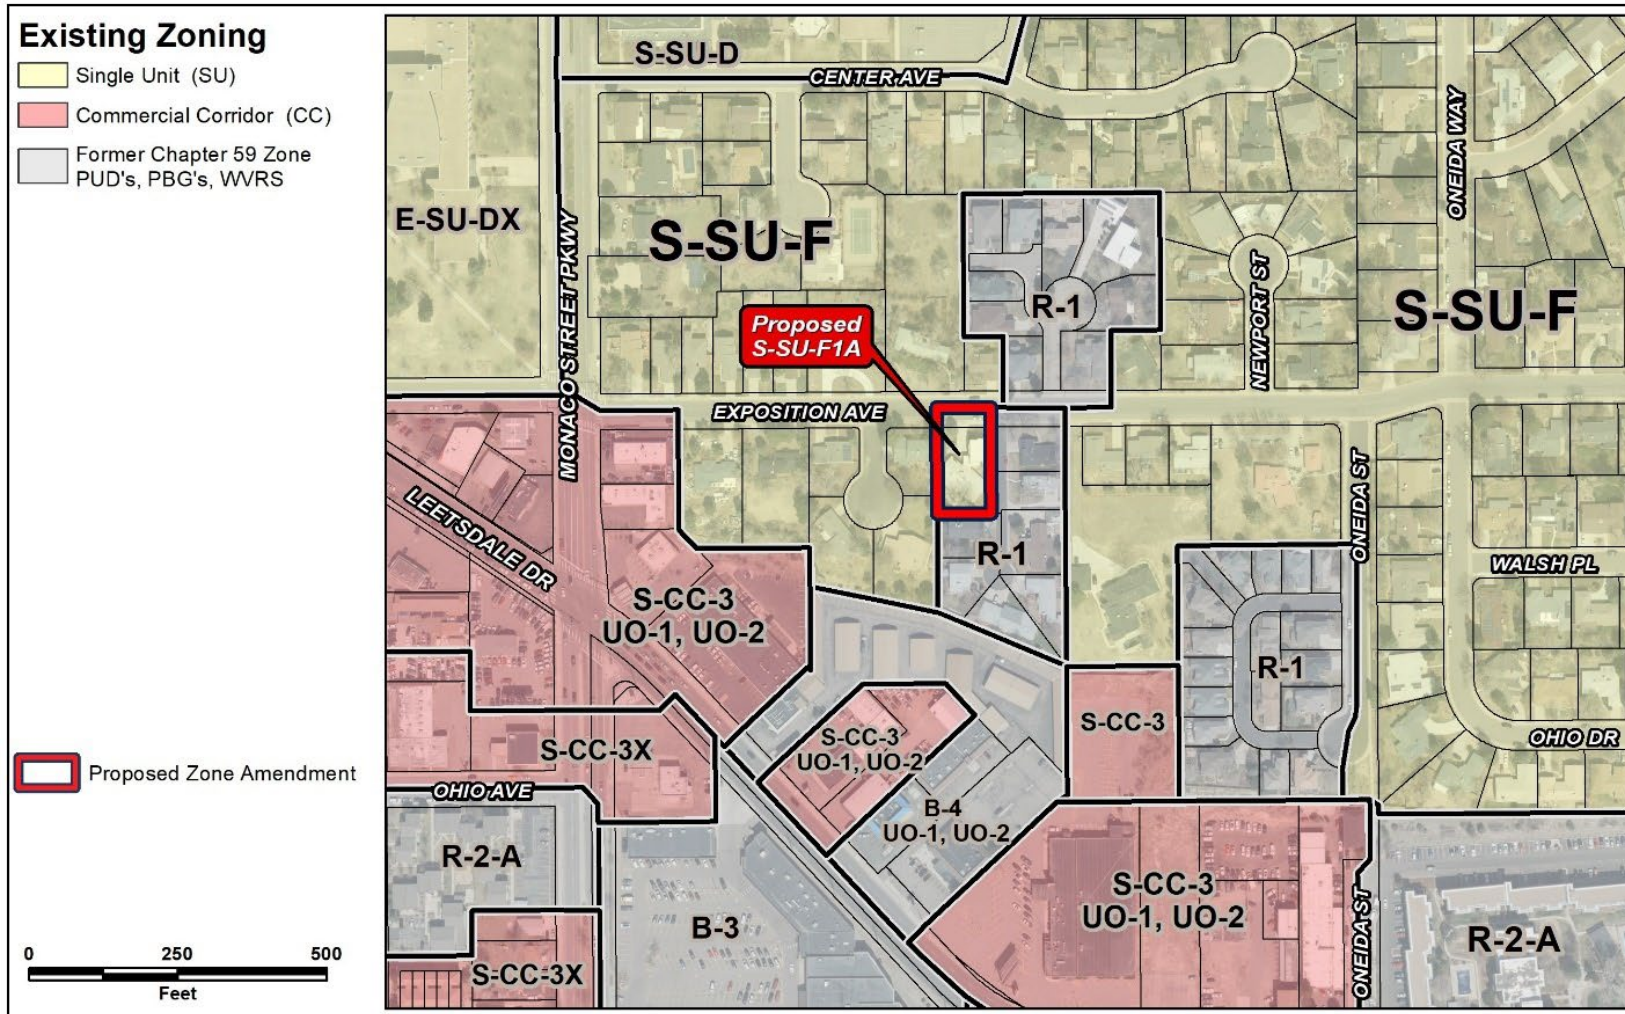 Existing Zoning
Single Unit (SU)
Commercial Corridor (CC)
Former Chapter 59 Zone
PUD's, PBG's, WVRS
Proposed Zone Amendment
0 250 500
Feet
S-SU-D
CENTER AVE
ONEIDA WAY
E-SU-DX
MONACO STREET PKWY
S-SU-F
R-1
NEWPORT ST
S-SU-F
Proposed
S-SU-F1A
EXPOSITION AVE
LEETSDALE DR
R-1
ONEIDA ST
WALSH PL
S-CC-3
UO-1, UO-2
R-1
S-CC-3
OHIO DR
S-CC-3X
S-CC-3
UO-1, UO-2
OHIO AVE
B-4
UO-1, UO-2
R-2-A
S-CC-3
UO-1, UO-2
B-3
ONEIDA ST
R-2-A
S-CC-3X